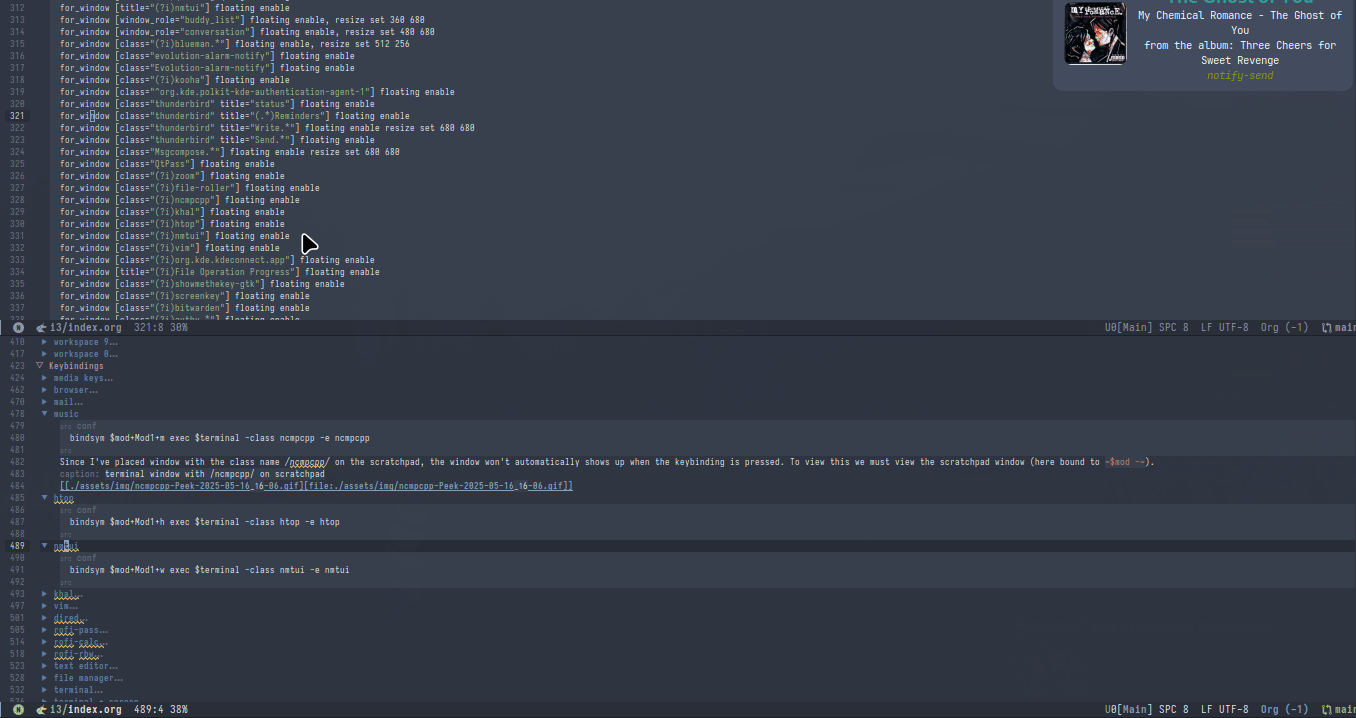 312 for_window [title="(?i)nmtui"] floating enable
313 for_window [window_role="buddy_list"] floating enable, resize set 360 680
314 for_window [window_role="conversation"] floating enable, resize set 480 680
315 for_window [class="(?i)blueman.*"] floating enable, resize set 512 256
316 for_window [class="evolution-alarm-notify"] floating enable
317 for_window [class="Evolution-alarm-notify"] floating enable
318 for_window [class="(?i)kooha"] floating enable
319 for_window [class="^org.kde.polkit-kde-authentication-agent-1"] floating enable
320 for_window [class="thunderbird" title="status"] floating enable
321 for_window [class="thunderbird" title="(.*)Reminders"] floating enable
322 for_window [class="thunderbird" title="Write.*"] floating enable resize set 680 680
323 for_window [class="thunderbird" title="Send.*"] floating enable
324 for_window [class="Msgcompose.*"] floating enable resize set 680 680
325 for_window [class="QtPass"] floating enable
326 for_window [class="(?i)zoom"] floating enable
327 for_window [class="(?i)file-roller"] floating enable
328 for_window [class="(?i)ncmpcpp"] floating enable
329 for_window [class="(?i)khal"] floating enable
330 for_window [class="(?i)htop"] floating enable
331 for_window [class="(?i)nmtui"] floating enable
332 for_window [class="(?i)vim"] floating enable
333 for_window [class="(?i)org.kde.kdeconnect.app"] floating enable
334 for_window [title="(?i)File Operation Progress"] floating enable
335 for_window [class="(?i)showmethekey-gtk"] floating enable
336 for_window [class="(?i)screenkey"] floating enable
337 for_window [class="(?i)bitwarden"] floating enable
The Ghost of You
My Chemical Romance - The Ghost of
You
from the album: Three Cheers for
Sweet Revenge
notify-send
MY CHEMICAL ROMANCE
N i3/index.org 321:8 30% U0[Main] SPC 8 LF UTF-8 Org (-1) main
410 workspace 9...
417 workspace 0...
423 Keybindings
424 media keys...
462 browser...
470 mail...
478 music
479 src conf
480 bindsym $mod+Mod1+m exec $terminal -class ncmpcpp -e ncmpcpp
481 src
482 Since I've placed window with the class name /ncmpcpp/ on the scratchpad, the window won't automatically shows up when the keybinding is pressed. To view this we must view the scratchpad window (here bound to ~$mod -~).
483 caption: terminal window with /ncmpcpp/ on scratchpad
484 [[./assets/img/ncmpcpp-Peek-2025-05-16_16-06.gif][file:./assets/img/ncmpcpp-Peek-2025-05-16_16-06.gif]]
485 htop
486 src conf
487 bindsym $mod+Mod1+h exec $terminal -class htop -e htop
488 src
489 nmtui
490 src conf
491 bindsym $mod+Mod1+w exec $terminal -class nmtui -e nmtui
492 src
493 khal...
497 vim...
501 dired...
505 rofi-pass...
514 rofi-calc...
518 rofi-rbw...
523 text editor...
528 file manager...
532 terminal...
N i3/index.org 489:4 38% U0[Main] SPC 8 LF UTF-8 Org (-1) main